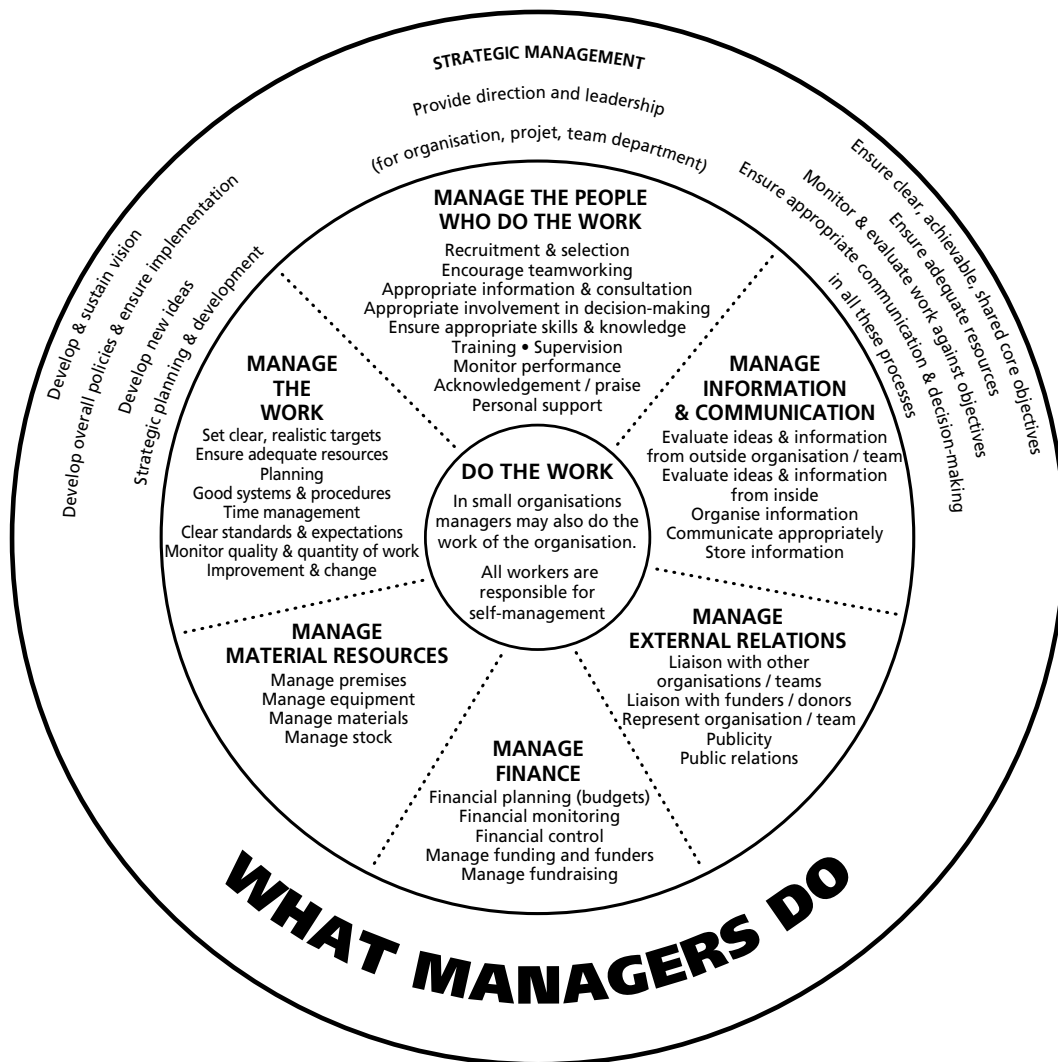 STRATEGIC MANAGEMENT
Provide direction and leadership
(for organisation, projet, team department)
Develop & sustain vision
Develop overall policies & ensure implementation
Develop new ideas
Strategic planning & development
Ensure clear, achievable, shared core objectives
Ensure adequate resources
Monitor & evaluate work against objectives
Ensure appropriate communication & decision-making
in all these processes
MANAGE THE PEOPLE
WHO DO THE WORK
Recruitment & selection
Encourage teamworking
Appropriate information & consultation
Appropriate involvement in decision-making
Ensure appropriate skills & knowledge
Training • Supervision
Monitor performance
Acknowledgement / praise
Personal support
MANAGE
THE
WORK
Set clear, realistic targets
Ensure adequate resources
Planning
Good systems & procedures
Time management
Clear standards & expectations
Monitor quality & quantity of work
Improvement & change
MANAGE
INFORMATION
& COMMUNICATION
Evaluate ideas & information
from outside organisation / team
Evaluate ideas & information
from inside
Organise information
Communicate appropriately
Store information
DO THE WORK
In small organisations
managers may also do the
work of the organisation.
All workers are
responsible for
self-management
MANAGE
MATERIAL RESOURCES
Manage premises
Manage equipment
Manage materials
Manage stock
MANAGE
EXTERNAL RELATIONS
Liaison with other
organisations / teams
Liaison with funders / donors
Represent organisation / team
Publicity
Public relations
MANAGE
FINANCE
Financial planning (budgets)
Financial monitoring
Financial control
Manage funding and funders
Manage fundraising
WHAT MANAGERS DO